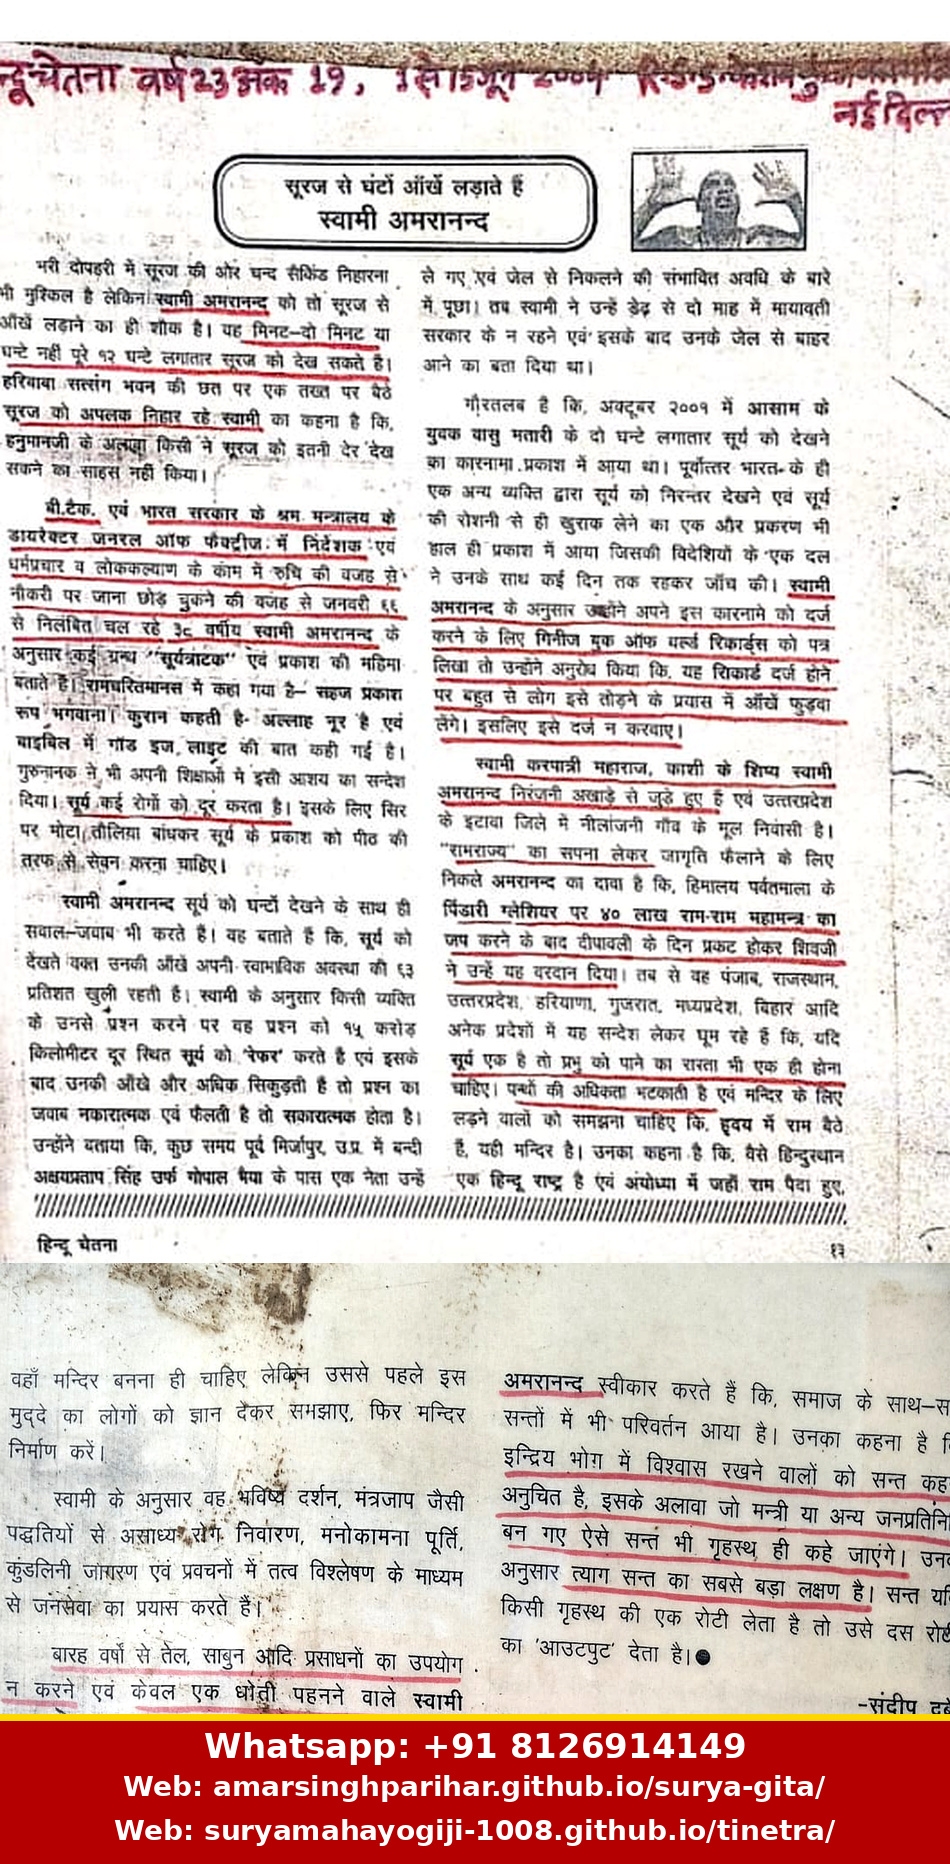 न्दू चेतना वर्ष 23 अंक 19, 1 से 15 जून
नई दिल्ल
सूरज से घंटों आँखें लड़ाते हैं
स्वामी अमरानन्द
भरी दोपहरी में सूरज की ओर चन्द सैकिंड निहारना
भी मुश्किल है लेकिन स्वामी अमरानन्द को तो सूरज से
आँखें लड़ाने का ही शौक है। वह मिनट–दो मिनट या
घन्टे नहीं पूरे १२ घन्टे लगातार सूरज को देख सकते है।
हरिबाबा सत्संग भवन की छत पर एक तख्त पर बैठे
सूरज को अपलक निहार रहे स्वामी का कहना है कि,
हनुमानजी के अलावा किसी ने सूरज को इतनी देर देख
सकने का साहस नहीं किया।
बी.टैक. एवं भारत सरकार के श्रम मन्त्रालय के
डायरेक्टर जनरल ऑफ फैक्ट्रीज में निर्देशक एवं
धर्मप्रचार व लोककल्याण के काम में रुचि की वजह से
नौकरी पर जाना छोड़ चुकने की वजह से जनवरी ६६
से निलंबित चल रहे ३८ वर्षीय स्वामी अमरानन्द के
अनुसार कई ग्रन्थ "सूर्यत्राटक" एवं प्रकाश की महिमा
बताते हैं। रामचरितमानस में कहा गया है– सहज प्रकाश
रूप भगवाना। कुरान कहती है- अल्लाह नूर है एवं
बाइबिल में गॉड इज लाइट की बात कही गई है।
गुरुनानक ने भी अपनी शिक्षाओं मे इसी आशय का सन्देश
दिया। सूर्य कई रोगों को दूर करता है। इसके लिए सिर
पर मोटा तौलिया बांधकर सूर्य के प्रकाश को पीठ की
तरफ से सेवन करना चाहिए।
स्वामी अमरानन्द सूर्य को घन्टों देखने के साथ ही
सवाल–जवाब भी करते हैं। वह बताते हैं कि, सूर्य को
देखते वक्त उनकी आँखें अपनी स्वाभाविक अवस्था की ६३
प्रतिशत खुली रहती है। स्वामी के अनुसार किसी व्यक्ति
के उनसे प्रश्न करने पर वह प्रश्न को १५ करोड़
किलोमीटर दूर स्थित सूर्य को 'रेफर' करते है एवं इसके
बाद उनकी आँखे और अधिक सिकुड़ती है तो प्रश्न का
जवाब नकारात्मक एवं फैलती है तो सकारात्मक होता है।
उन्होंने बताया कि, कुछ समय पूर्व मिर्जापुर, उ.प्र. में बन्दी
अक्षयप्रताप सिंह उर्फ गोपाल भैया के पास एक नेता उन्हें
ले गए एवं जेल से निकलने की संभावित अवधि के बारे
में पूछा। तब स्वामी ने उन्हें डेढ़ से दो माह में मायावती
सरकार के न रहने एवं इसके बाद उनके जेल से बाहर
आने का बता दिया था।
गौरतलब है कि, अक्टूबर २००१ में आसाम के
युवक वासु मतारी के दो घन्टे लगातार सूर्य को देखने
का कारनामा प्रकाश में आया था। पूर्वोत्तर भारत के ही
एक अन्य व्यक्ति द्वारा सूर्य को निरन्तर देखने एवं सूर्य
की रोशनी से ही खुराक लेने का एक और प्रकरण भी
हाल ही प्रकाश में आया जिसकी विदेशियों के एक दल
ने उनके साथ कई दिन तक रहकर जाँच की। स्वामी
अमरानन्द के अनुसार उन्होंने अपने इस कारनामे को दर्ज
करने के लिए गिनीज बुक ऑफ वर्ल्ड रिकार्ड्स को पत्र
लिखा तो उन्होंने अनुरोध किया कि, यह रिकार्ड दर्ज होने
पर बहुत से लोग इसे तोड़ने के प्रयास में आँखें फुड़वा
लेंगे। इसलिए इसे दर्ज न करवाए।
स्वामी करपात्री महाराज, काशी के शिष्य स्वामी
अमरानन्द निरंजनी अखाड़े से जुड़े हुए हैं एवं उत्तरप्रदेश
के इटावा जिले में नीलांजनी गाँव के मूल निवासी है।
"रामराज्य" का सपना लेकर जागृति फैलाने के लिए
निकले अमरानन्द का दावा है कि, हिमालय पर्वतमाला के
पिंडारी ग्लेशियर पर ४० लाख राम-राम महामन्त्र का
जप करने के बाद दीपावली के दिन प्रकट होकर शिवजी
ने उन्हें यह वरदान दिया। तब से वह पंजाब, राजस्थान,
उत्तरप्रदेश, हरियाणा, गुजरात, मध्यप्रदेश, बिहार आदि
अनेक प्रदेशों में यह सन्देश लेकर घूम रहे हैं कि, यदि
सूर्य एक है तो प्रभु को पाने का रास्ता भी एक ही होना
चाहिए। पन्थों की अधिकता भटकाती है एवं मन्दिर के लिए
लड़ने वालों को समझना चाहिए कि, हृदय में राम बैठे
हैं, यही मन्दिर है। उनका कहना है कि, वैसे हिन्दुस्थान
एक हिन्दू राष्ट्र है एवं अयोध्या में जहाँ राम पैदा हुए,
हिन्दू चेतना
१३
वहाँ मन्दिर बनना ही चाहिए लेकिन उससे पहले इस
मुद्दे का लोगों को ज्ञान देकर समझाए, फिर मन्दिर
निर्माण करें।
स्वामी के अनुसार वह भविष्य दर्शन, मंत्रजाप जैसी
पद्धतियों से असाध्य रोग निवारण, मनोकामना पूर्ति,
कुंडलिनी जागरण एवं प्रवचनों में तत्व विश्लेषण के माध्यम
से जनसेवा का प्रयास करते हैं।
बारह वर्षों से तेल, साबुन आदि प्रसाधनों का उपयोग
न करने एवं केवल एक धोती पहनने वाले स्वामी
अमरानन्द स्वीकार करते हैं कि, समाज के साथ–स
सन्तों में भी परिवर्तन आया है। उनका कहना है
इन्द्रिय भोग में विश्वास रखने वालों को सन्त कह
अनुचित है, इसके अलावा जो मन्त्री या अन्य जनप्रतिनि
बन गए ऐसे सन्त भी गृहस्थ ही कहे जाएंगे। उन
अनुसार त्याग सन्त का सबसे बड़ा लक्षण है। सन्त यदि
किसी गृहस्थ की एक रोटी लेता है तो उसे दस रोटी
का 'आउटपुट' देता है।●
-संदीप दुबे
Whatsapp: +91 8126914149
Web: amarsinghparihar.github.io/surya-gita/
Web: suryamahayogiji-1008.github.io/tinetra/